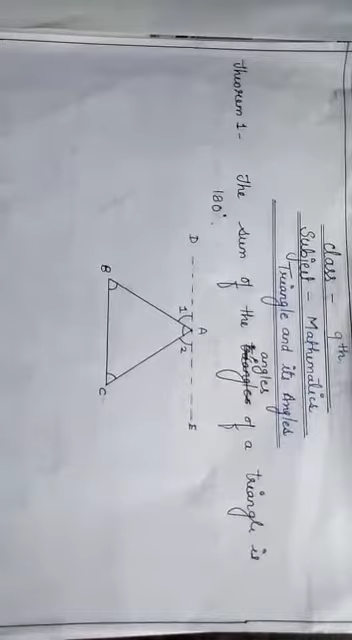 Class - 9th
Subject - Mathematics
Triangle and its Angles
Theorem 1 - The sum of the angles of a triangle is
180°.
D A E
1 2
B C